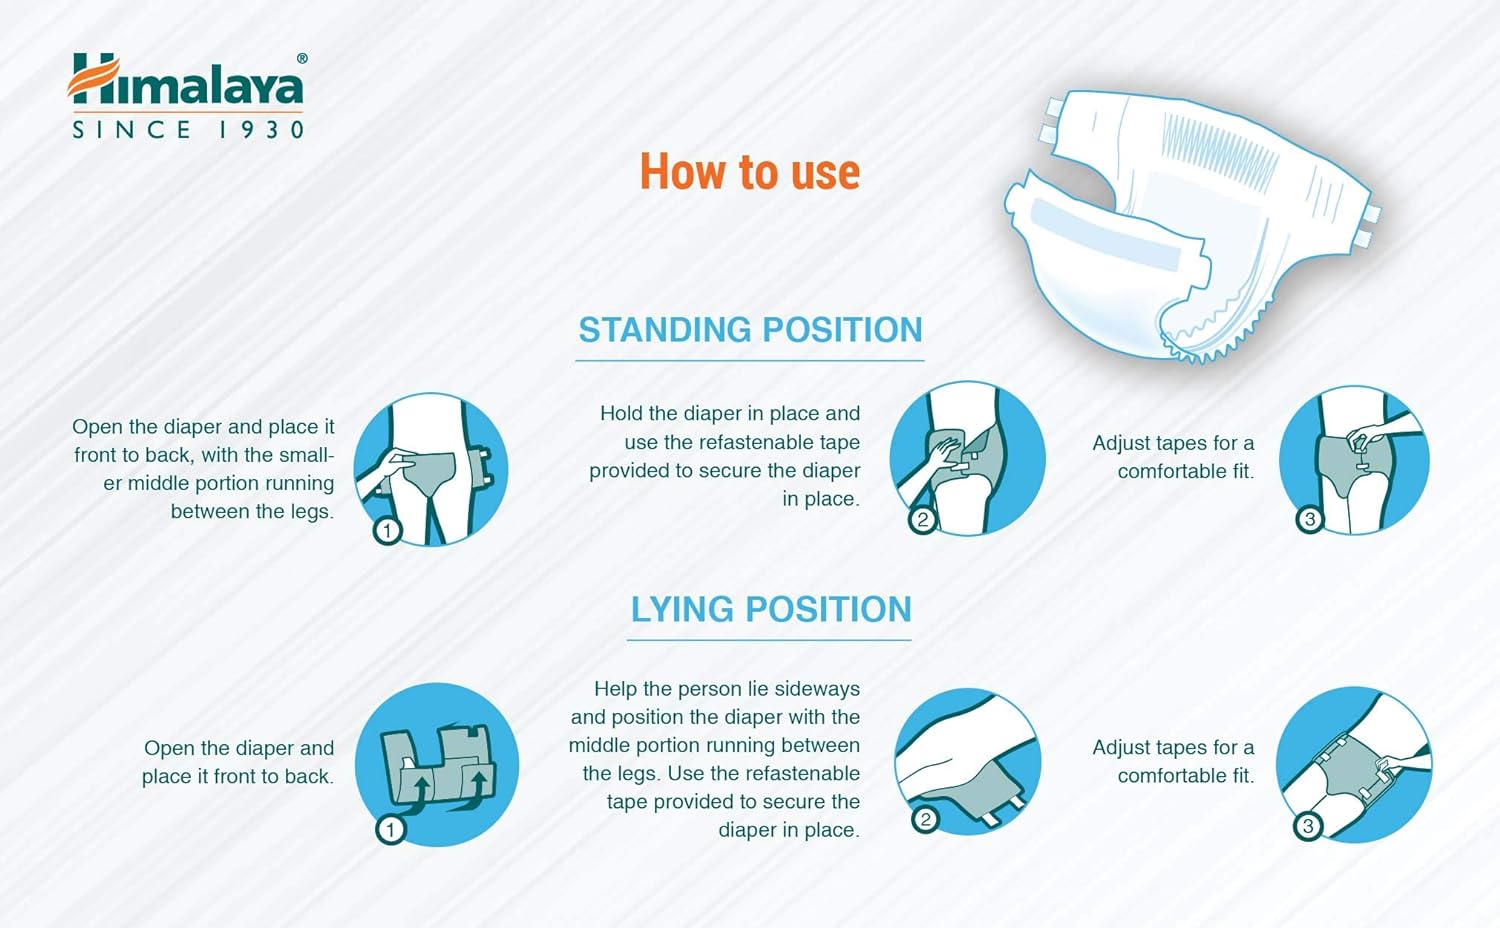 Himalaya®
SINCE 1930
How to use
STANDING POSITION
Open the diaper and place it
front to back, with the small-
er middle portion running
between the legs.
1
Hold the diaper in place and
use the refastenable tape
provided to secure the diaper
in place.
2
Adjust tapes for a
comfortable fit.
3
LYING POSITION
Open the diaper and
place it front to back.
1
Help the person lie sideways
and position the diaper with the
middle portion running between
the legs. Use the refastenable
tape provided to secure the
diaper in place.
2
Adjust tapes for a
comfortable fit.
3